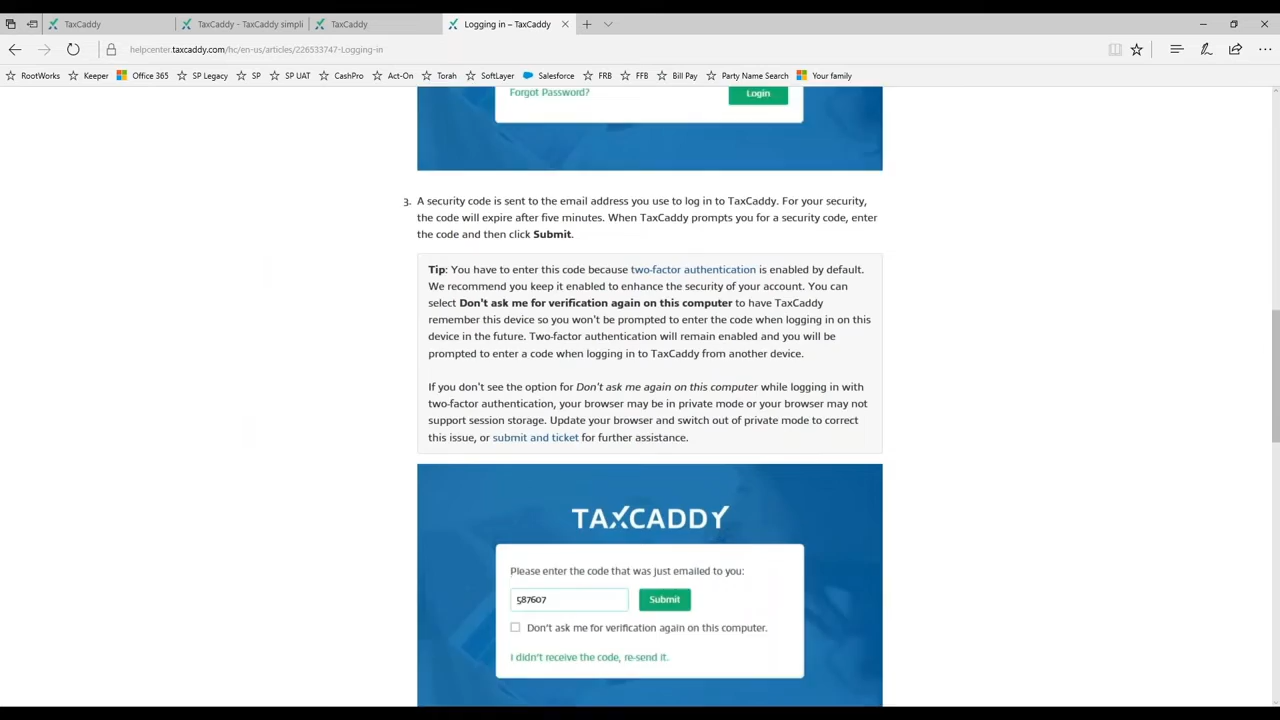 TaxCaddy
TaxCaddy - TaxCaddy simpli
TaxCaddy
Logging in – TaxCaddy
helpcenter.taxcaddy.com/hc/en-us/articles/226533747-Logging-in
RootWorks Keeper Office 365 SP Legacy SP SP UAT CashPro Act-On Torah SoftLayer Salesforce FRB FFB Bill Pay Party Name Search Your family
Forgot Password?
Login
3. A security code is sent to the email address you use to log in to TaxCaddy. For your security,
the code will expire after five minutes. When TaxCaddy prompts you for a security code, enter
the code and then click Submit.
Tip: You have to enter this code because two-factor authentication is enabled by default.
We recommend you keep it enabled to enhance the security of your account. You can
select Don't ask me for verification again on this computer to have TaxCaddy
remember this device so you won't be prompted to enter the code when logging in on this
device in the future. Two-factor authentication will remain enabled and you will be
prompted to enter a code when logging in to TaxCaddy from another device.
If you don't see the option for Don't ask me again on this computer while logging in with
two-factor authentication, your browser may be in private mode or your browser may not
support session storage. Update your browser and switch out of private mode to correct
this issue, or submit and ticket for further assistance.
TAXCADDY
Please enter the code that was just emailed to you:
587607
Submit
Don't ask me for verification again on this computer.
I didn't receive the code, re-send it.